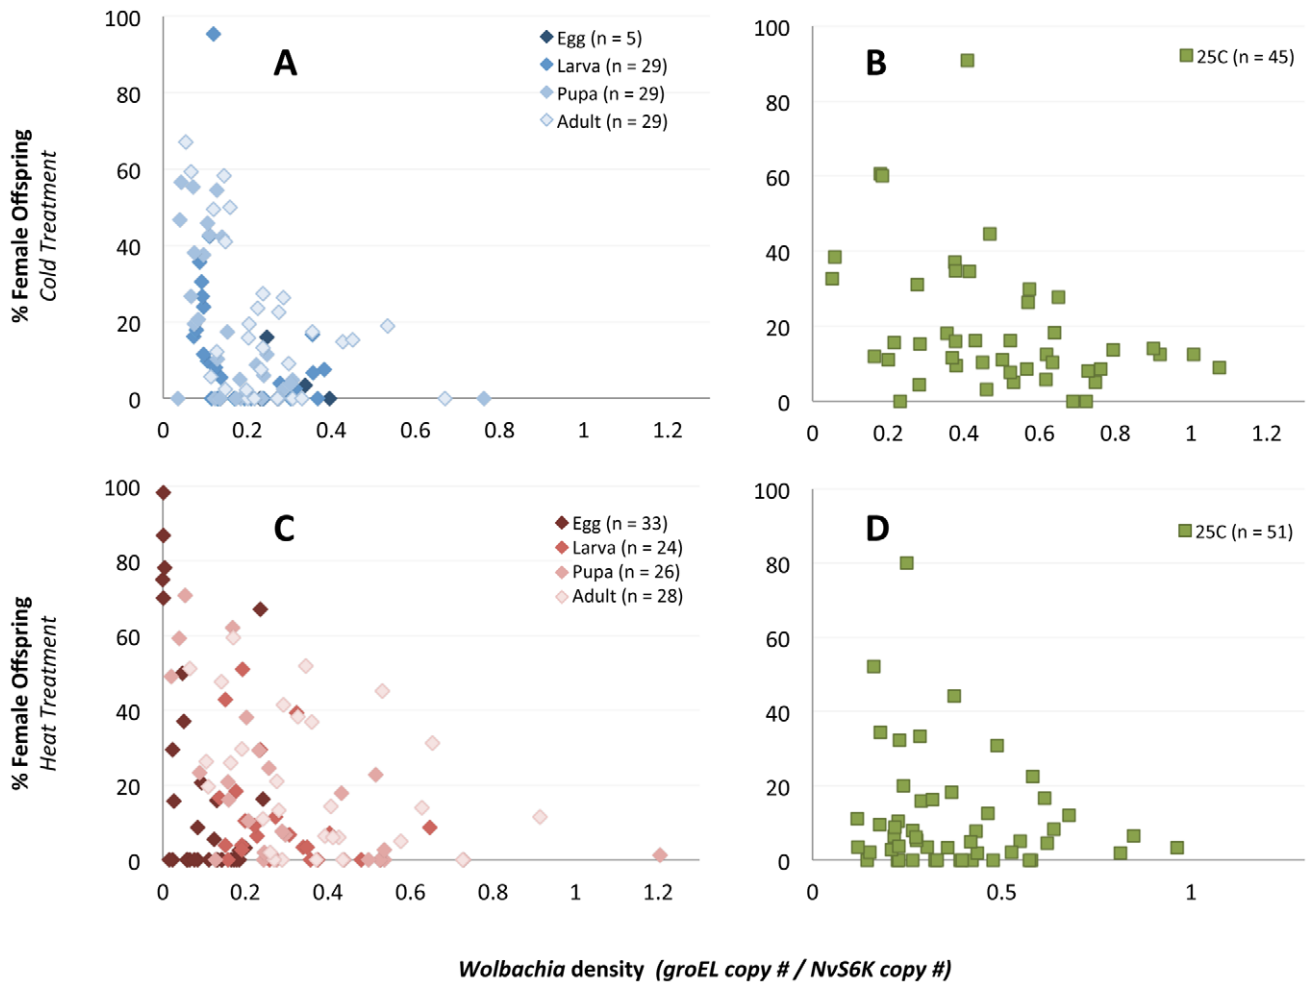 % Female Offspring
Cold Treatment
100
80
60
40
20
0
A
Egg (n = 5)
Larva (n = 29)
Pupa (n = 29)
Adult (n = 29)
0 0.2 0.4 0.6 0.8 1 1.2
100
80
60
40
20
0
B
25C (n = 45)
0 0.2 0.4 0.6 0.8 1 1.2
% Female Offspring
Heat Treatment
100
80
60
40
20
0
C
Egg (n = 33)
Larva (n = 24)
Pupa (n = 26)
Adult (n = 28)
0 0.2 0.4 0.6 0.8 1 1.2
100
80
60
40
20
0
D
25C (n = 51)
0 0.5 1
Wolbachia density (groEL copy # / NvS6K copy #)